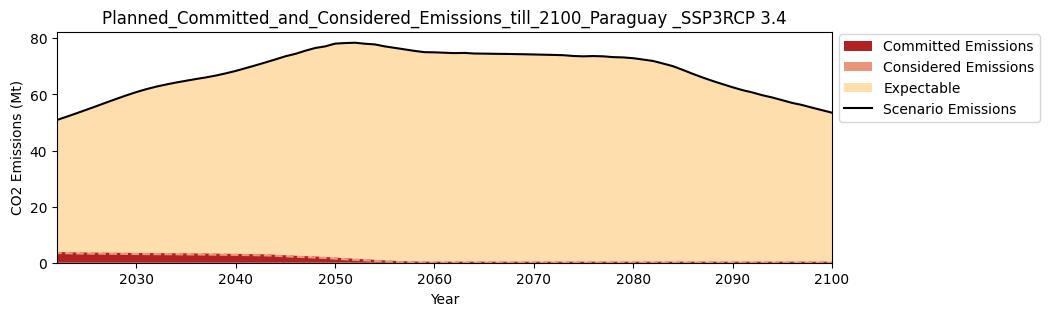 Planned_Committed_and_Considered_Emissions_till_2100_Paraguay _SSP3RCP 3.4
Committed Emissions
Considered Emissions
Expectable
Scenario Emissions
CO2 Emissions (Mt)
80
60
40
20
0
2030 2040 2050 2060 2070 2080 2090 2100
Year